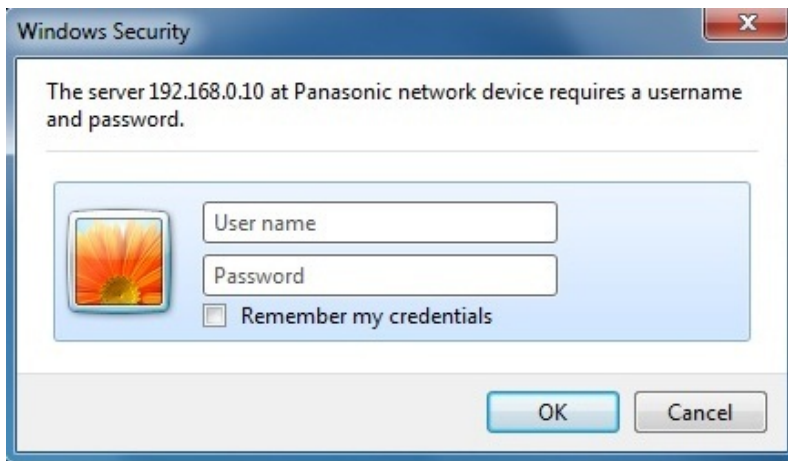 Windows Security
The server 192.168.0.10 at Panasonic network device requires a username
and password.
User name
Password
Remember my credentials
OK
Cancel